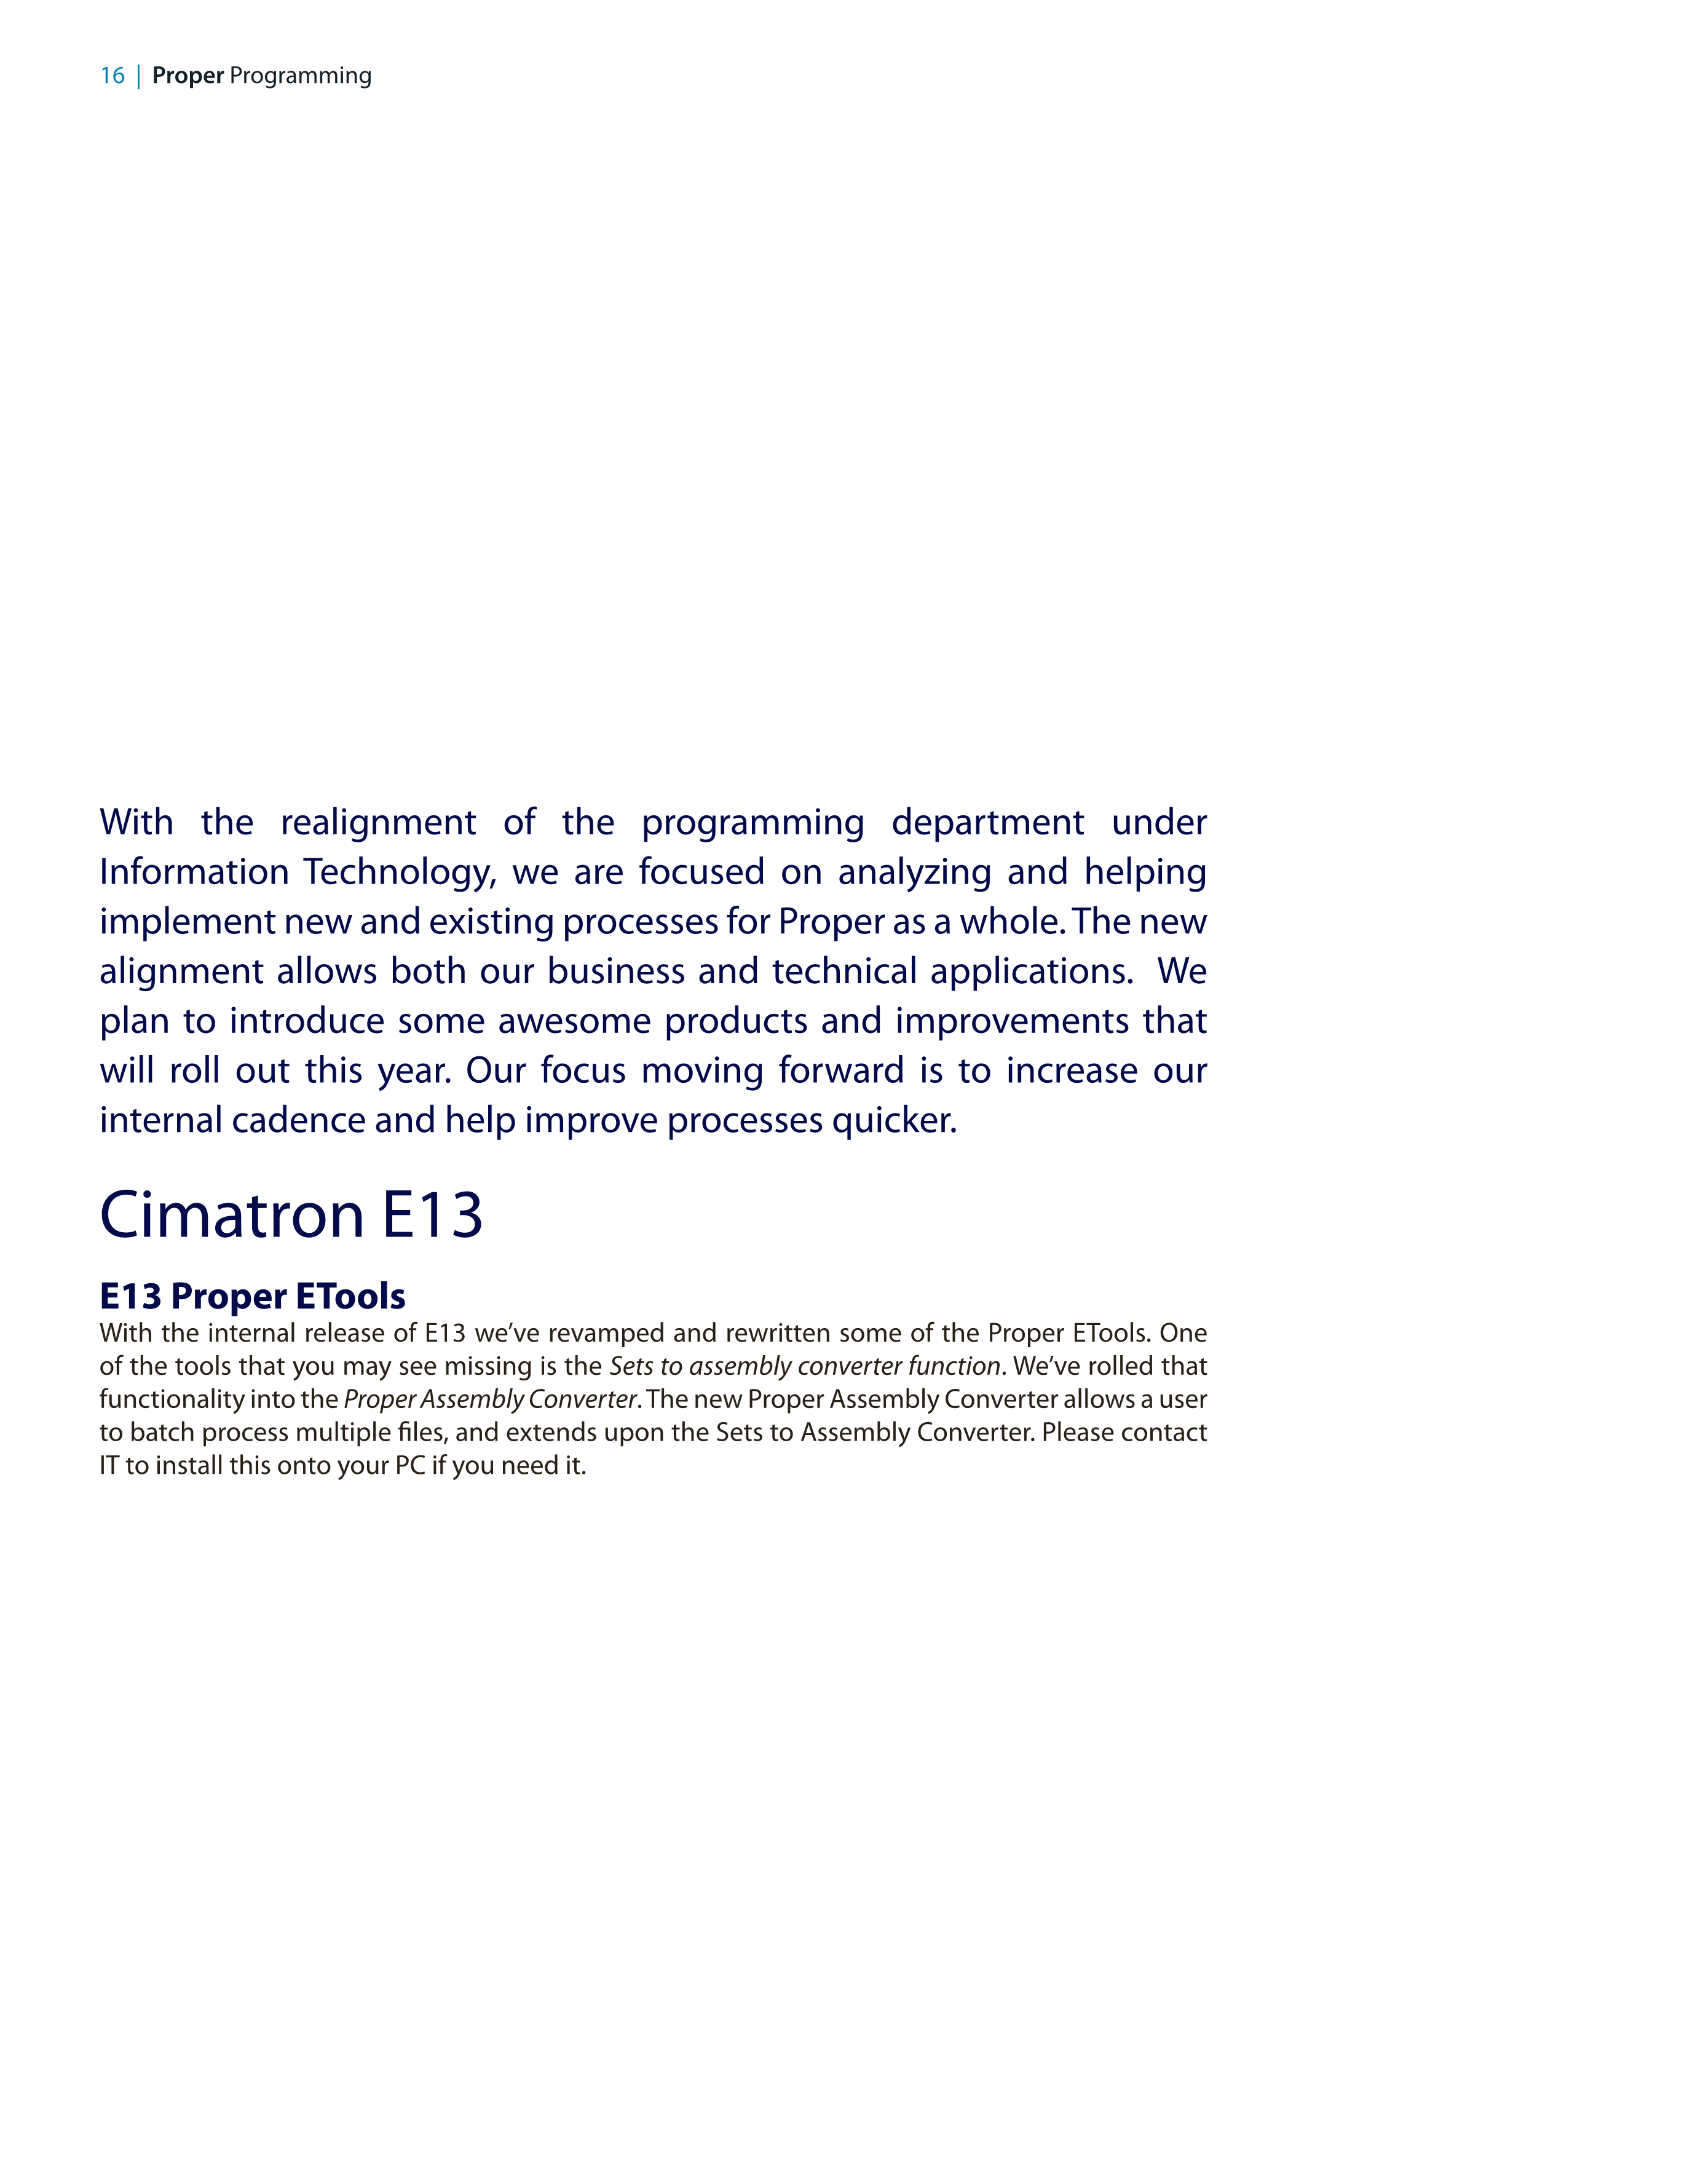 16 | Proper Programming
With the realignment of the programming department under
Information Technology, we are focused on analyzing and helping
implement new and existing processes for Proper as a whole. The new
alignment allows both our business and technical applications.  We
plan to introduce some awesome products and improvements that
will roll out this year. Our focus moving forward is to increase our
internal cadence and help improve processes quicker.
Cimatron E13
E13 Proper ETools
With the internal release of E13 we’ve revamped and rewritten some of the Proper ETools. One
of the tools that you may see missing is the Sets to assembly converter function. We’ve rolled that
functionality into the Proper Assembly Converter. The new Proper Assembly Converter allows a user
to batch process multiple files, and extends upon the Sets to Assembly Converter. Please contact
IT to install this onto your PC if you need it.